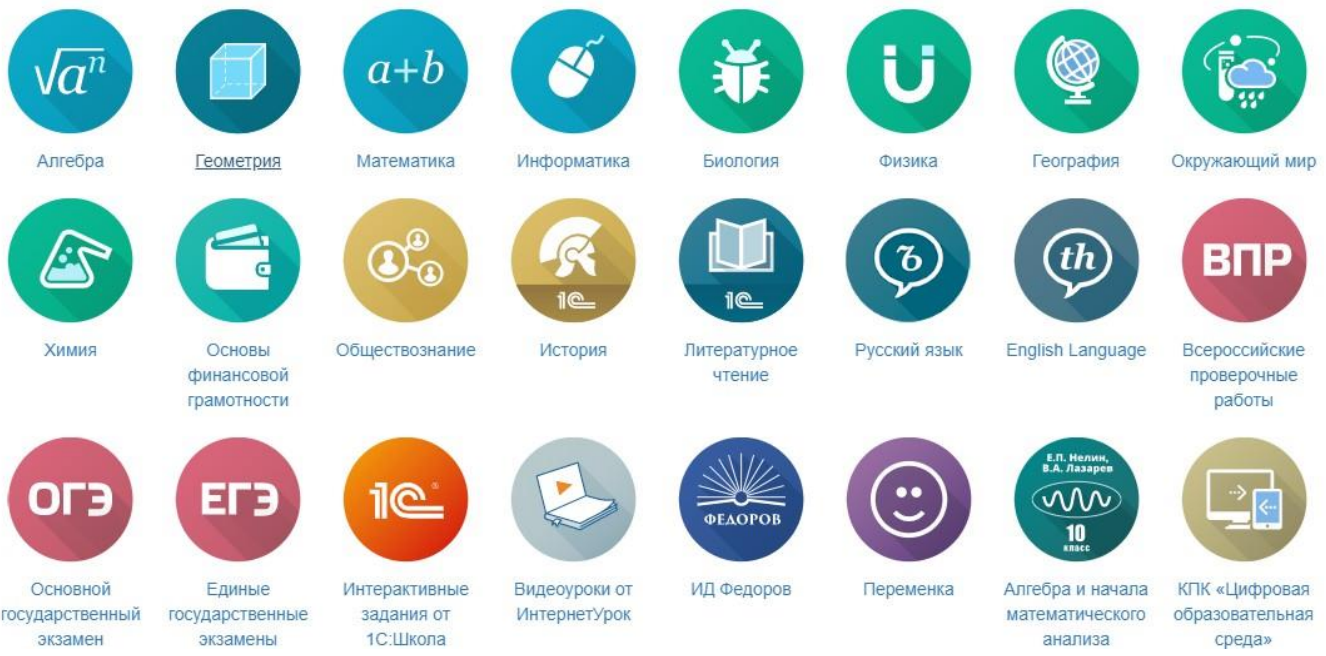 √aⁿ
a+b
Алгебра
Геометрия
Математика
Информатика
Биология
Физика
География
Окружающий мир
1С
1С
ъ
th
ВПР
Химия
Основы
финансовой
грамотности
Обществознание
История
Литературное
чтение
Русский язык
English Language
Всероссийские
проверочные
работы
ОГЭ
ЕГЭ
1С
ФЕДОРОВ
Е.П. Нелин,
В.А. Лазарев
10
класс
Основной
государственный
экзамен
Единые
государственные
экзамены
Интерактивные
задания от
1С:Школа
Видеоуроки от
ИнтернетУрок
ИД Федоров
Переменка
Алгебра и начала
математического
анализа
КПК «Цифровая
образовательная
среда»